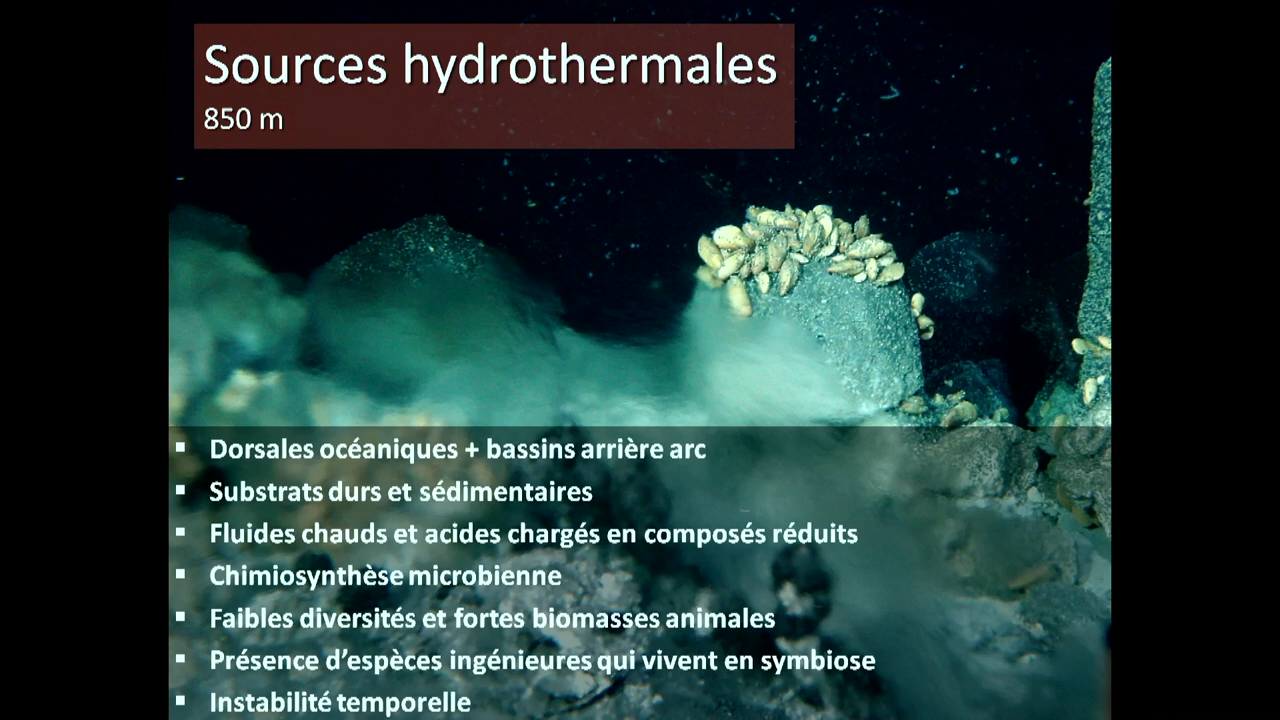 Sources hydrothermales
850 m
▪ Dorsales océaniques + bassins arrière arc
▪ Substrats durs et sédimentaires
▪ Fluides chauds et acides chargés en composés réduits
▪ Chimiosynthèse microbienne
▪ Faibles diversités et fortes biomasses animales
▪ Présence d’espèces ingénieures qui vivent en symbiose
▪ Instabilité temporelle